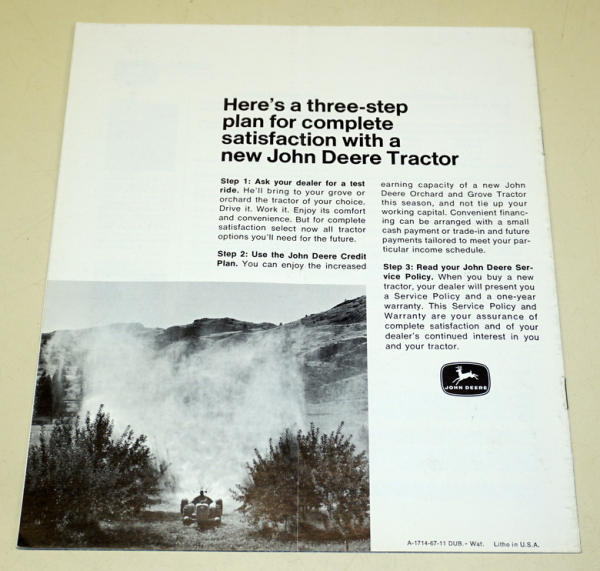 Here's a three-step
plan for complete
satisfaction with a
new John Deere Tractor
Step 1: Ask your dealer for a test
ride. He'll bring to your grove or
orchard the tractor of your choice.
Drive it. Work it. Enjoy its comfort
and convenience. But for complete
satisfaction select now all tractor
options you'll need for the future.
Step 2: Use the John Deere Credit
Plan. You can enjoy the increased
earning capacity of a new John
Deere Orchard and Grove Tractor
this season, and not tie up your
working capital. Convenient financ-
ing can be arranged with a small
cash payment or trade-in and future
payments tailored to meet your par-
ticular income schedule.
Step 3: Read your John Deere Ser-
vice Policy. When you buy a new
tractor, your dealer will present you
a Service Policy and a one-year
warranty. This Service Policy and
Warranty are your assurance of
complete satisfaction and of your
dealer's continued interest in you
and your tractor.
JOHN DEERE
A-1714-67-11 DUB.- Wat. Litho in U.S.A.